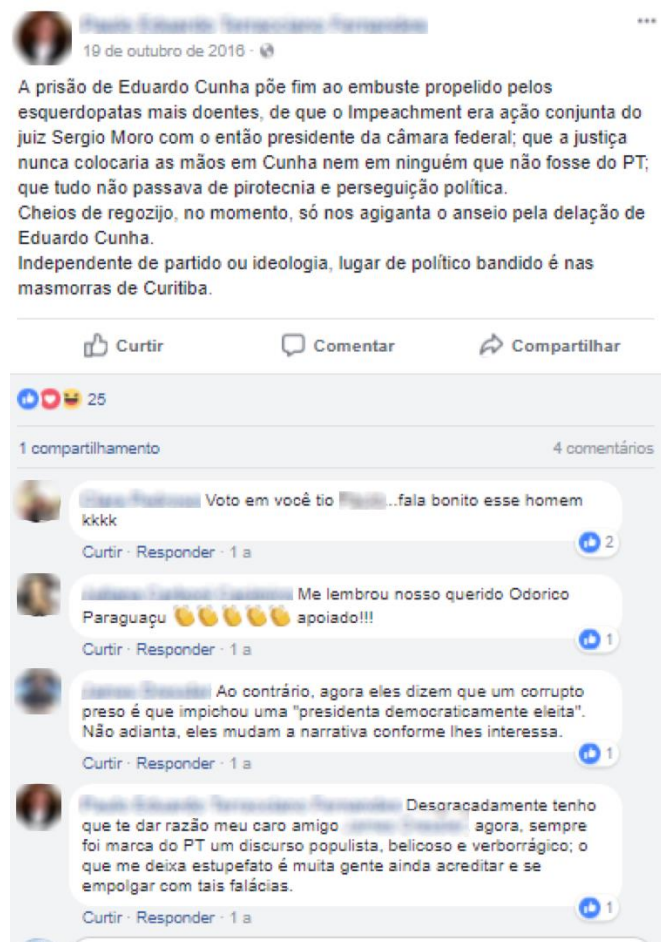 19 de outubro de 2016
A prisão de Eduardo Cunha põe fim ao embuste propelido pelos
esquerdopatas mais doentes, de que o Impeachment era ação conjunta do
juiz Sergio Moro com o então presidente da câmara federal; que a justiça
nunca colocaria as mãos em Cunha nem em ninguém que não fosse do PT;
que tudo não passava de pirotecnia e perseguição política.
Cheios de regozijo, no momento, só nos agiganta o anseio pela delação de
Eduardo Cunha.
Independente de partido ou ideologia, lugar de político bandido é nas
masmorras de Curitiba.
Curtir Comentar Compartilhar
25
1 compartilhamento 4 comentários
Voto em você tio ...fala bonito esse homem
kkkk
Curtir · Responder · 1 a 2
Me lembrou nosso querido Odorico
Paraguaçu 👏👏👏👏👏 apoiado!!!
Curtir · Responder · 1 a 1
Ao contrário, agora eles dizem que um corrupto
preso é que impichou uma "presidenta democraticamente eleita".
Não adianta, eles mudam a narrativa conforme lhes interessa.
Curtir · Responder · 1 a 1
Desgraçadamente tenho
que te dar razão meu caro amigo agora, sempre
foi marca do PT um discurso populista, belicoso e verborrágico; o
que me deixa estupefato é muita gente ainda acreditar e se
empolgar com tais falácias.
Curtir · Responder · 1 a 1